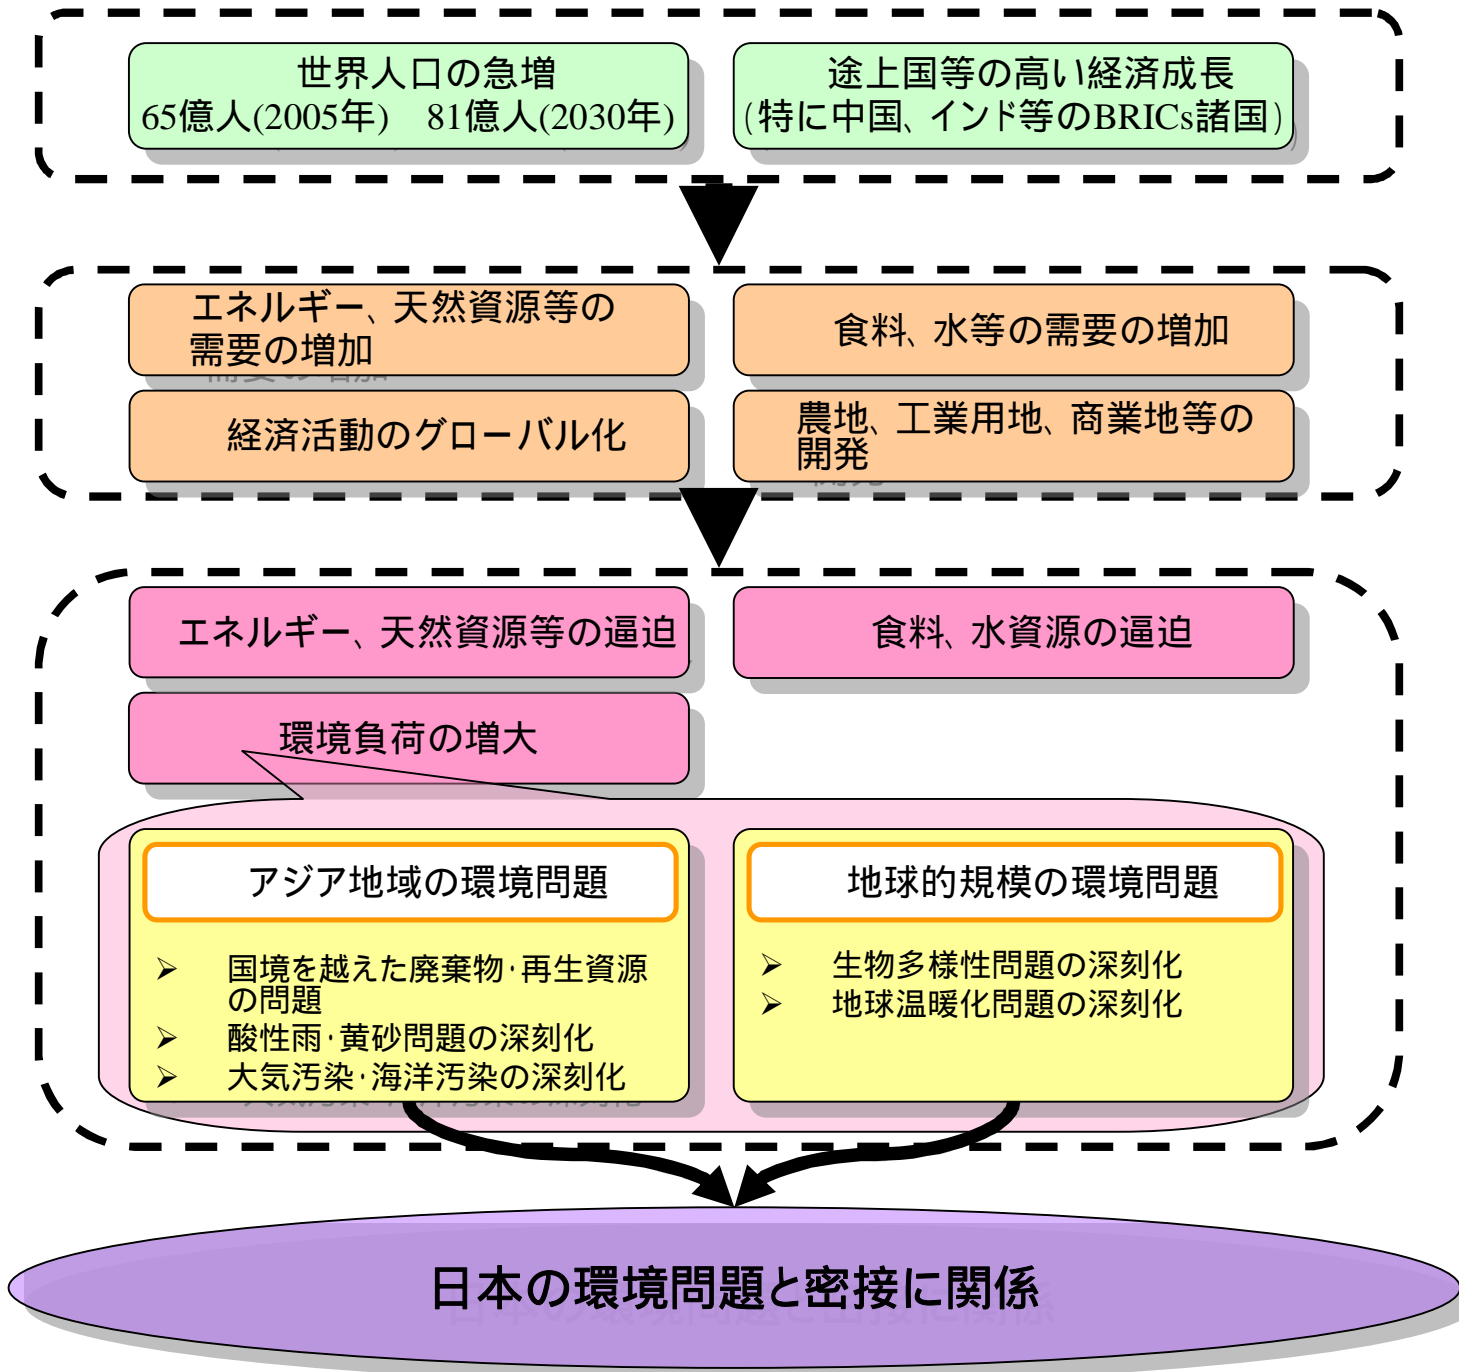 世界人口の急増
65億人(2005年)　81億人(2030年)
途上国等の高い経済成長
(特に中国、インド等のBRICs諸国)
エネルギー、天然資源等の
需要の増加
食料、水等の需要の増加
経済活動のグローバル化
農地、工業用地、商業地等の
開発
エネルギー、天然資源等の逼迫
食料、水資源の逼迫
環境負荷の増大
アジア地域の環境問題
➢ 国境を越えた廃棄物・再生資源
の問題
➢ 酸性雨・黄砂問題の深刻化
➢ 大気汚染・海洋汚染の深刻化
地球的規模の環境問題
➢ 生物多様性問題の深刻化
➢ 地球温暖化問題の深刻化
日本の環境問題と密接に関係